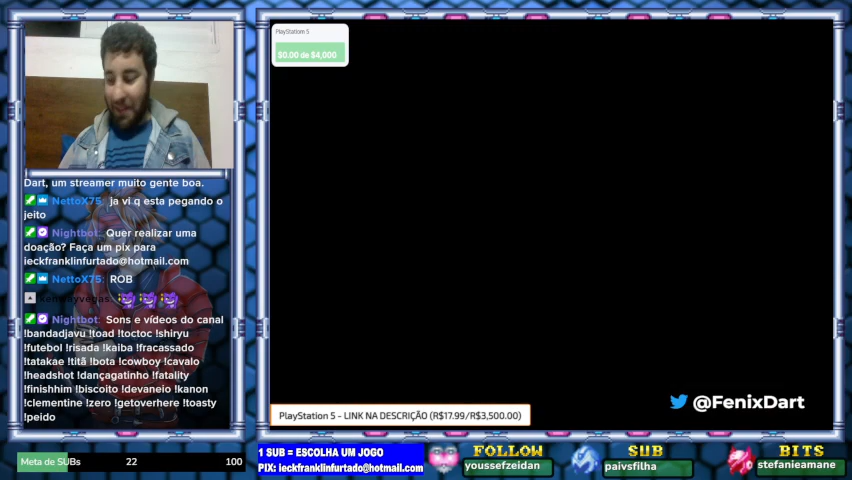 PlayStation 5
$0.00 de $4,000
Dart, um streamer muito gente boa.
NettoX75: ja vi q esta pegando o
jeito
Nightbot: Quer realizar uma
doação? Faça um pix para
ieckfranklinfurtado@hotmail.com
NettoX75: ROB
Nightbot: Sons e vídeos do canal
!bandadjavu !toad !toctoc !shiryu
!futebol !risada !kaiba !fracassado
!tatakae !titã !bota !cowboy !cavalo
!headshot !dançagatinho !fatality
!finishhim !biscoito !devaneio !kanon
!clementine !zero !getoverhere !toasty
!peido
@FenixDart
PlayStation 5 - LINK NA DESCRIÇÃO (R$17.99/R$3,500.00)
Meta de SUBs 22 100
1 SUB = ESCOLHA UM JOGO
PIX: ieckfranklinfurtado@hotmail.com
FOLLOW
youssefzeidan
SUB
paivsfilha
BITS
stefanieamane